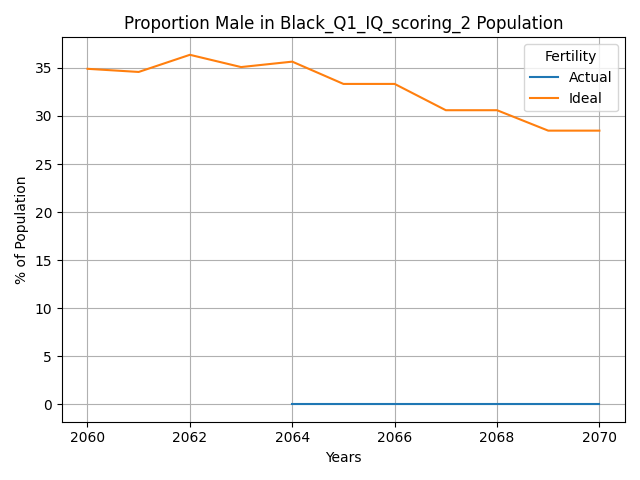 Proportion Male in Black_Q1_IQ_scoring_2 Population
Fertility
Actual
Ideal
% of Population
35
30
25
20
15
10
5
0
2060
2062
2064
2066
2068
2070
Years